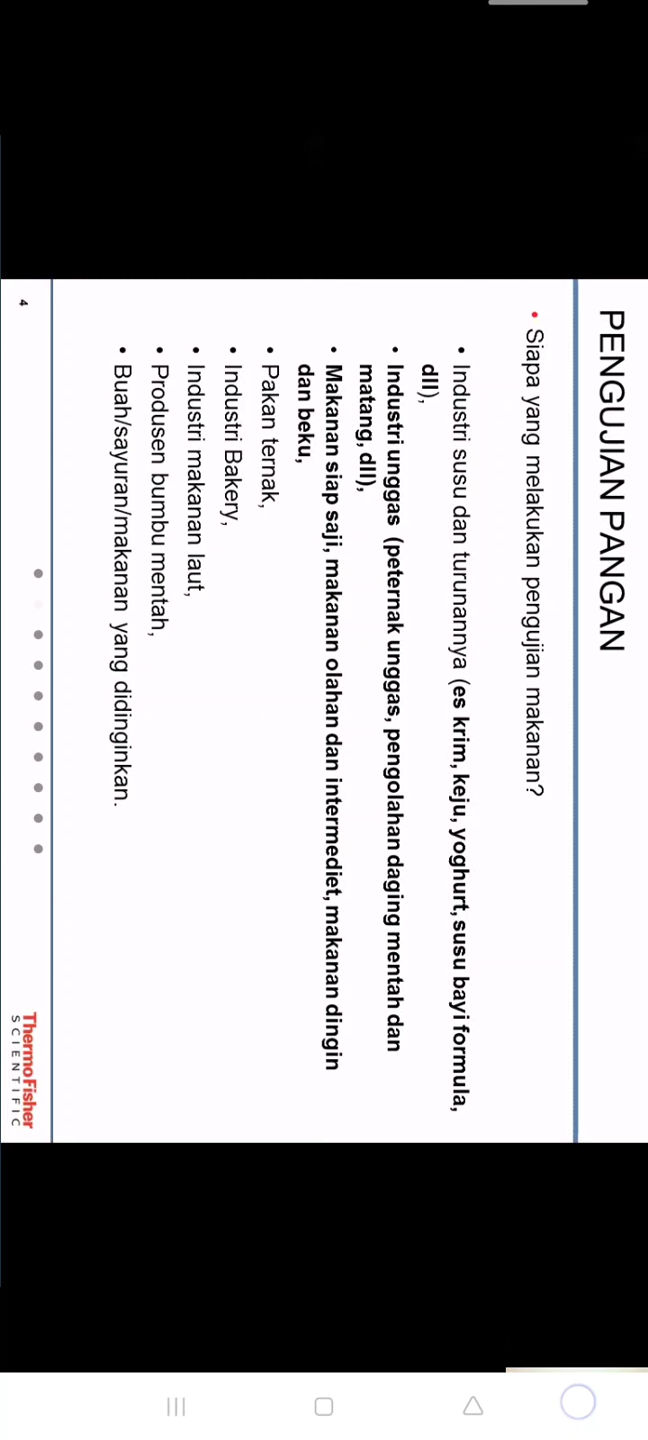 PENGUJIAN PANGAN
• Siapa yang melakukan pengujian makanan?
• Industri susu dan turunannya (es krim, keju, yoghurt, susu bayi formula,
dll),
• Industri unggas (peternak unggas, pengolahan daging mentah dan
matang, dll),
• Makanan siap saji, makanan olahan dan intermediet, makanan dingin
dan beku,
• Pakan ternak,
• Industri Bakery,
• Industri makanan laut,
• Produsen bumbu mentah,
• Buah/sayuran/makanan yang didinginkan.
4
ThermoFisher
SCIENTIFIC